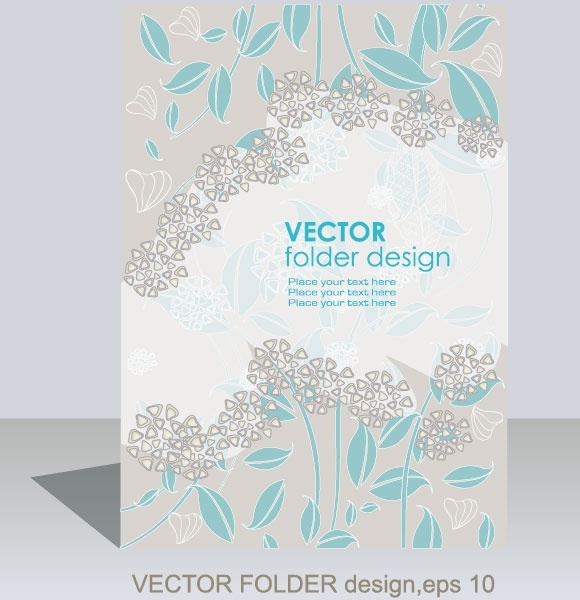 VECTOR
folder design
Place your text here
Place your text here
Place your text here
VECTOR FOLDER design,eps 10